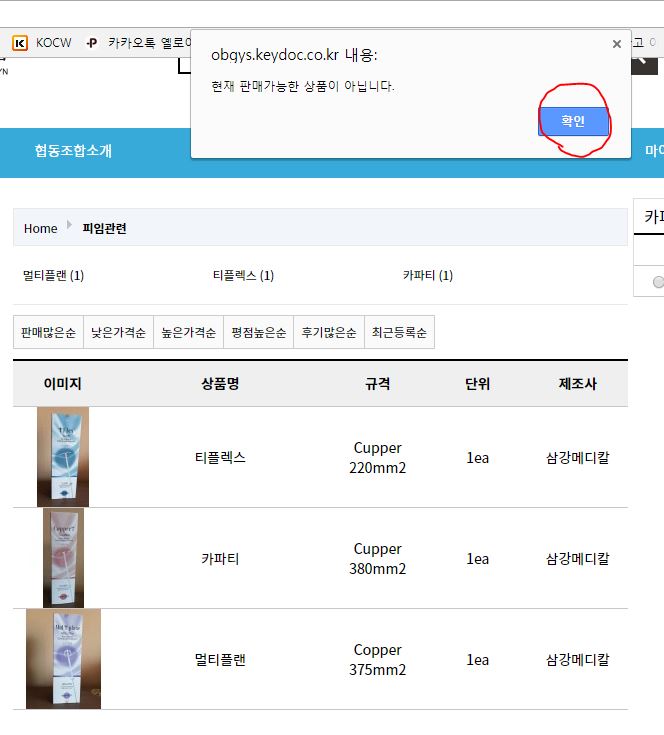 KOCW 카카오톡 옐로이
obgys.keydoc.co.kr 내용:
현재 판매가능한 상품이 아닙니다.
확인
협동조합소개
Home 피임관련
멀티플랜 (1) 티플렉스 (1) 카파티 (1)
판매많은순 낮은가격순 높은가격순 평점높은순 후기많은순 최근등록순
이미지 상품명 규격 단위 제조사
티플렉스 Cupper 220mm2 1ea 삼강메디칼
카파티 Cupper 380mm2 1ea 삼강메디칼
멀티플랜 Copper 375mm2 1ea 삼강메디칼